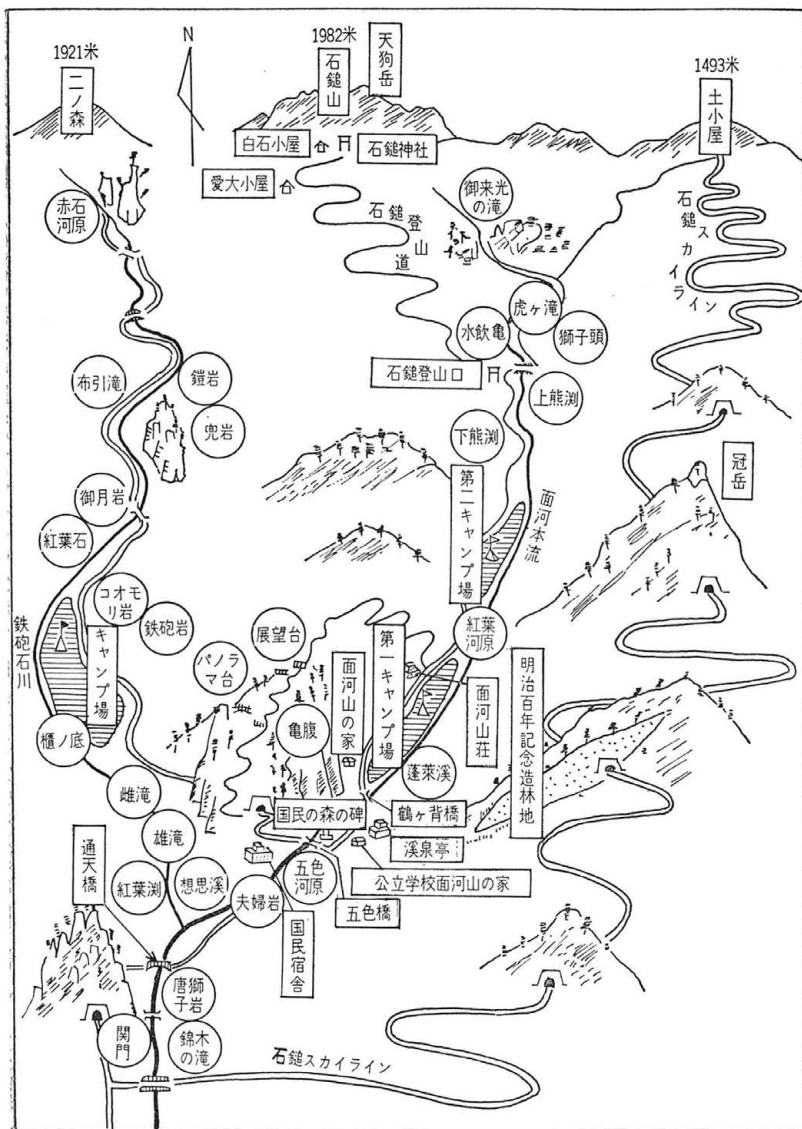 1921米
二ノ森
N
1982米
石鎚山
天狗岳
1493米
土小屋
白石小屋
石鎚神社
愛大小屋
赤石河原
石鎚登山道
御来光の滝
石鎚スカイライン
水飲亀
虎ヶ滝
獅子頭
布引滝
鎧岩
兜岩
石鎚登山口
上熊渕
下熊渕
冠岳
第二キャンプ場
面河本流
御月岩
紅葉石
コオモリ岩
鉄砲岩
鉄砲石川
キャンプ場
パノラマ台
展望台
面河山の家
第一キャンプ場
紅葉河原
面河山荘
明治百年記念造林地
亀腹
蓬萊溪
櫃ノ底
雌滝
国民の森の碑
鶴ヶ背橋
溪泉亭
通天橋
雄滝
紅葉渕
想思溪
夫婦岩
五色河原
公立学校面河山の家
五色橋
国民宿舎
唐獅子岩
関門
錦木の滝
石鎚スカイライン